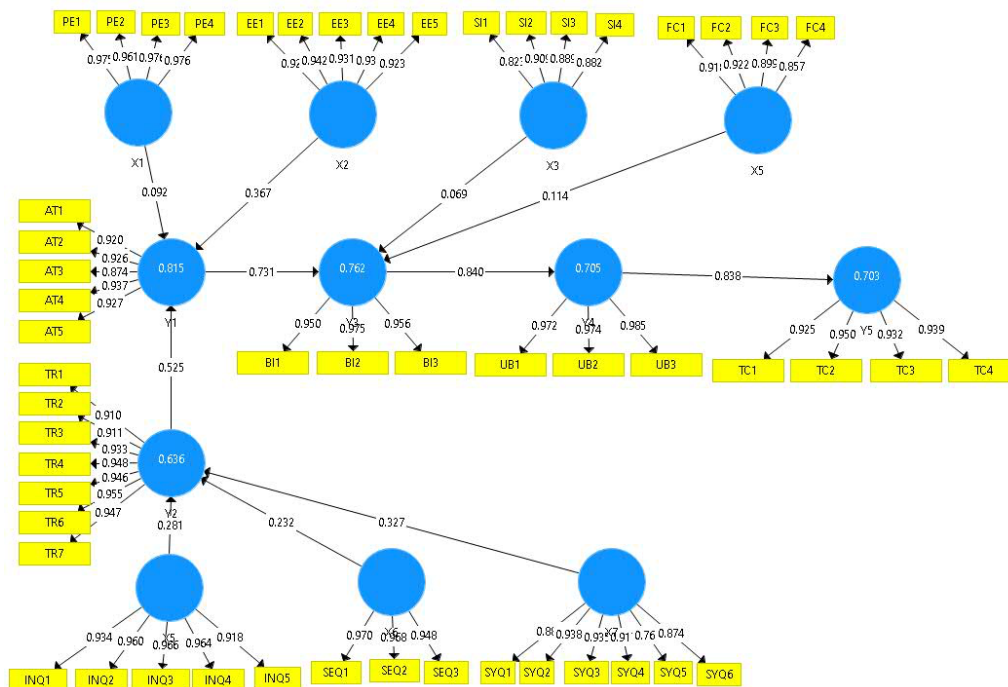 PE1 PE2 PE3 PE4 EE1 EE2 EE3 EE4 EE5 SI1 SI2 SI3 SI4 FC1 FC2 FC3 FC4
0.961 0.976 0.942 0.931 0.923 0.909 0.889 0.882 0.922 0.899 0.857
X1 X2 X3 X5
0.092 0.367 0.069 0.114
AT1
AT2
AT3
AT4
AT5
0.920
0.926
0.874
0.937
0.927
0.815 0.731 0.762 0.840 0.705 0.838 0.703
Y1 Y3 Y4 Y5
0.950 0.975 0.956 0.972 0.974 0.985 0.925 0.950 0.932 0.939
BI1 BI2 BI3 UB1 UB2 UB3 TC1 TC2 TC3 TC4
0.525
TR1
TR2
TR3
TR4
TR5
TR6
TR7
0.910
0.911
0.933
0.948
0.946
0.955
0.947
0.636
Y2
0.281 0.232 0.327
0.934 0.960 0.966 0.964 0.918 0.970 0.968 0.948 0.938 0.874
INQ1 INQ2 INQ3 INQ4 INQ5 SEQ1 SEQ2 SEQ3 SYQ1 SYQ2 SYQ3 SYQ4 SYQ5 SYQ6